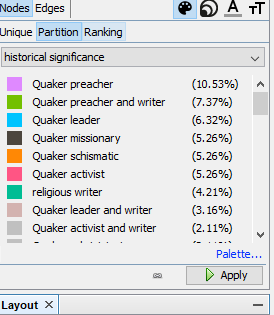 Nodes Edges A TT
Unique Partition Ranking
historical significance
Quaker preacher (10.53%)
Quaker preacher and writer (7.37%)
Quaker leader (6.32%)
Quaker missionary (5.26%)
Quaker schismatic (5.26%)
Quaker activist (5.26%)
religious writer (4.21%)
Quaker leader and writer (3.16%)
Quaker activist and writer (2.11%)
Palette...
Apply
Layout